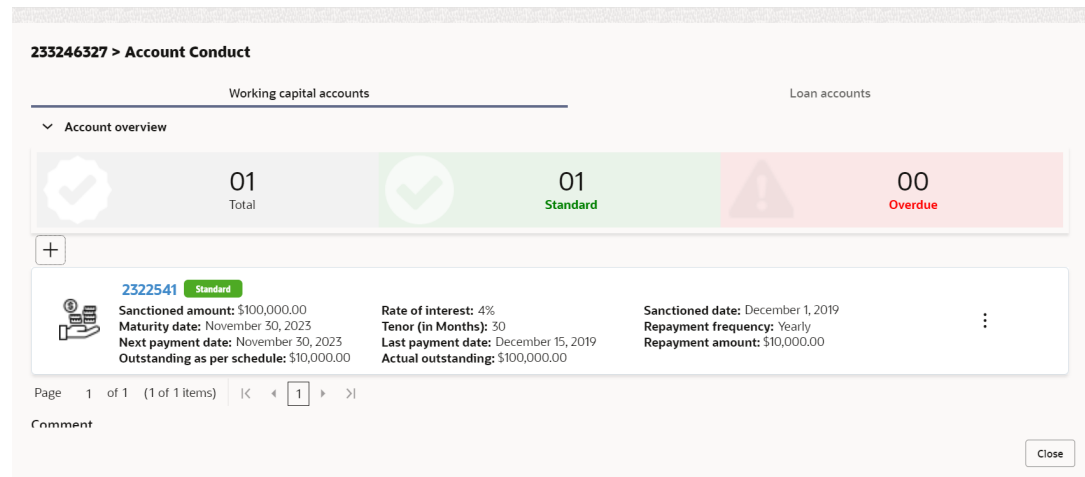 233246327 > Account Conduct
Working capital accounts Loan accounts
Account overview
01 01 00
Total Standard Overdue
+
2322541 Standard
Sanctioned amount: $100,000.00 Rate of interest: 4% Sanctioned date: December 1, 2019
Maturity date: November 30, 2023 Tenor (in Months): 30 Repayment frequency: Yearly
Next payment date: November 30, 2023 Last payment date: December 15, 2019 Repayment amount: $10,000.00
Outstanding as per schedule: $10,000.00 Actual outstanding: $100,000.00
Page 1 of 1 (1 of 1 items) 1
Comment
Close